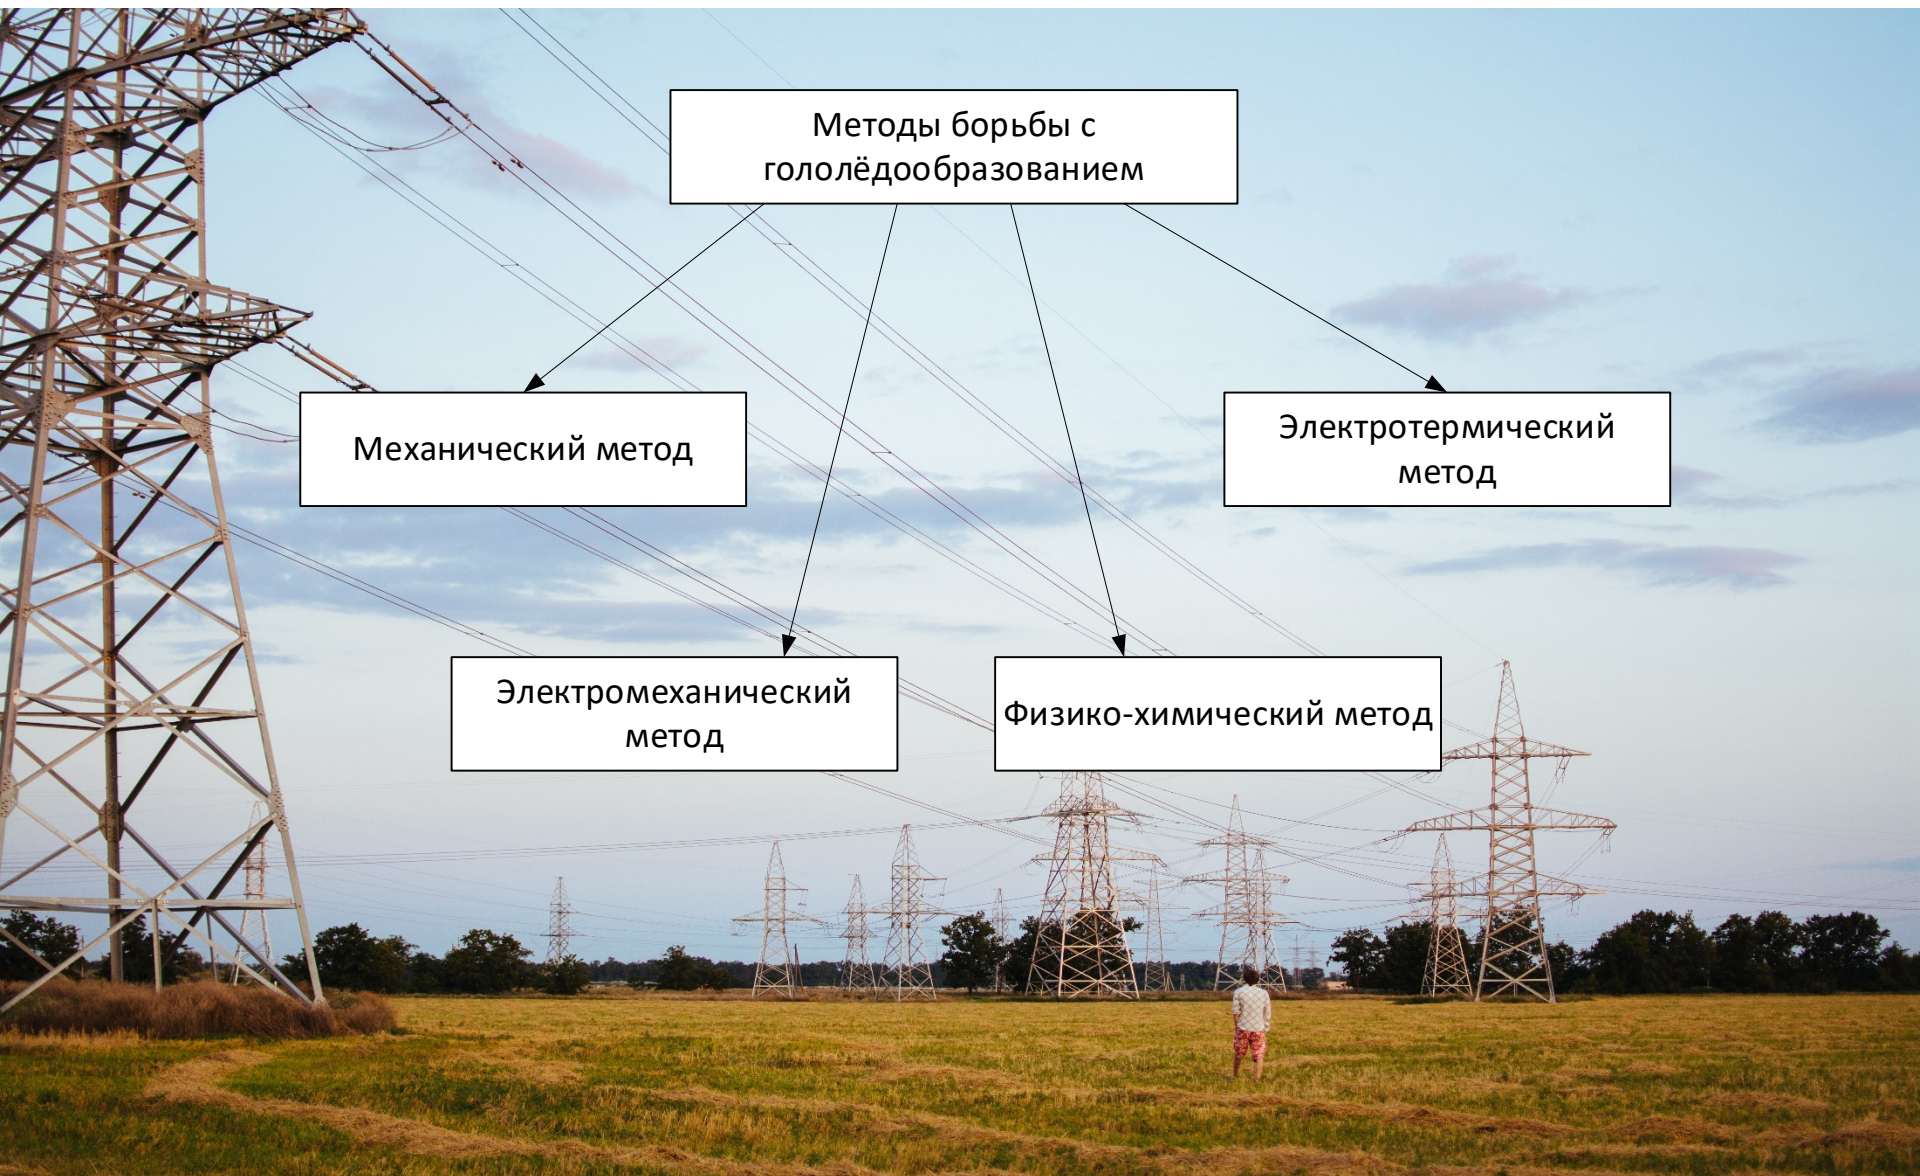 Методы борьбы с
гололёдообразованием
Механический метод
Электротермический
метод
Электромеханический
метод
Физико-химический метод